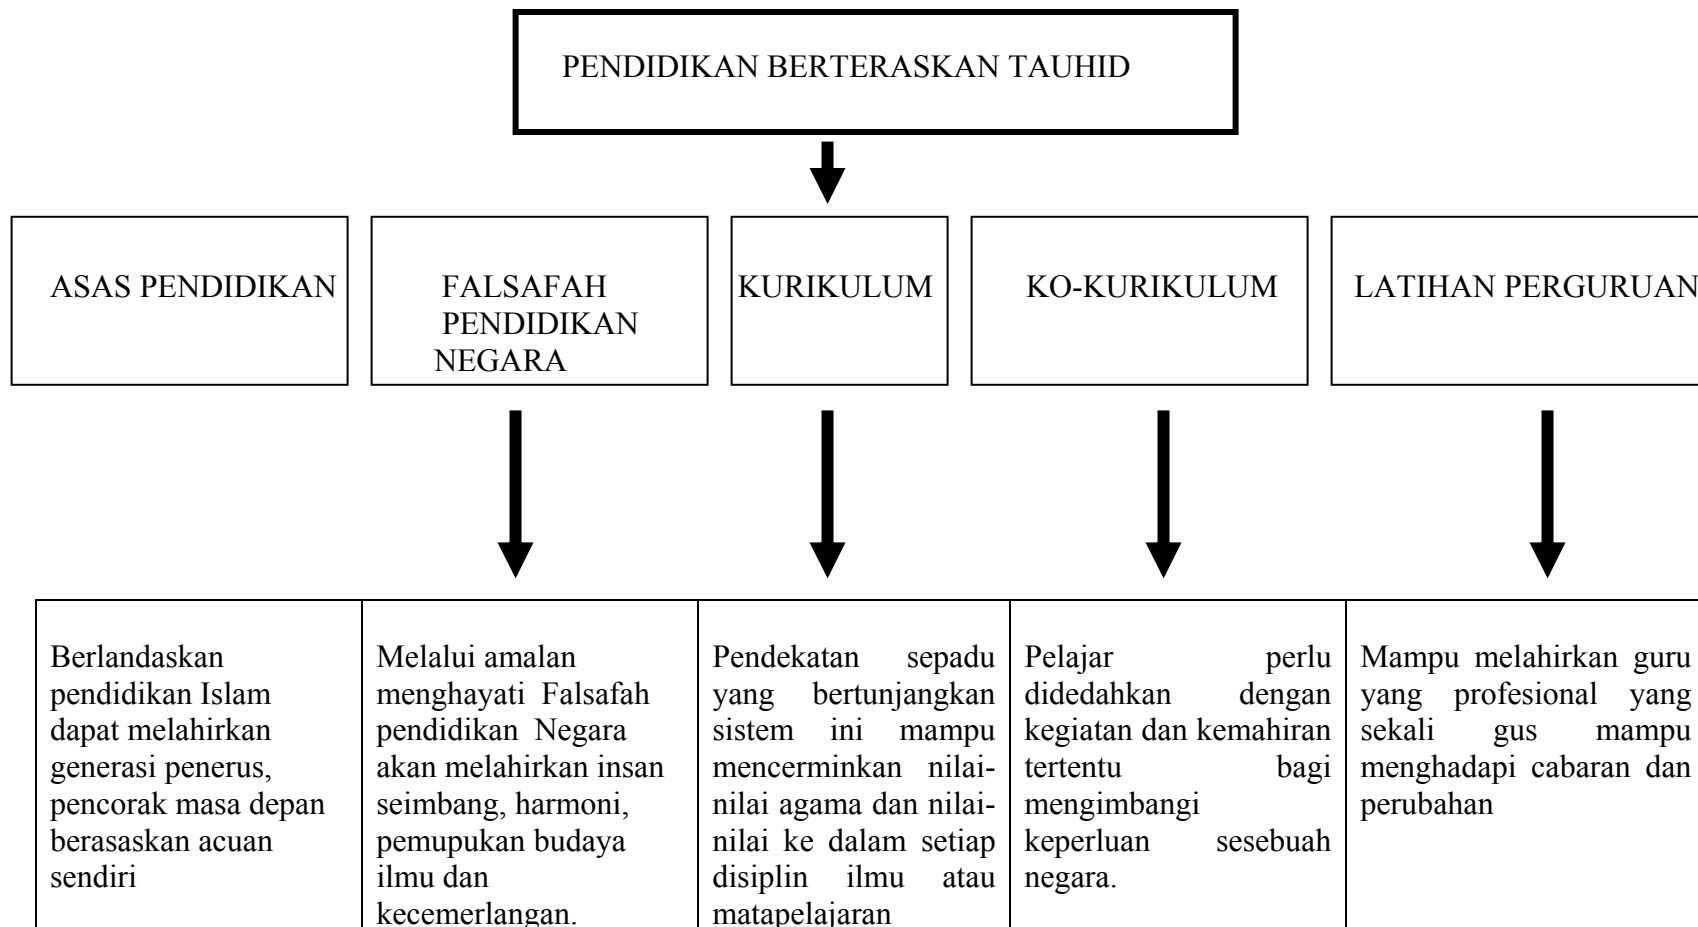 PENDIDIKAN BERTERASKAN TAUHID
ASAS PENDIDIKAN
FALSAFAH
PENDIDIKAN
NEGARA
KURIKULUM
KO-KURIKULUM
LATIHAN PERGURUAN
Berlandaskan
pendidikan Islam
dapat melahirkan
generasi penerus,
pencorak masa depan
berasaskan acuan
sendiri
Melalui amalan
menghayati Falsafah
pendidikan Negara
akan melahirkan insan
seimbang, harmoni,
pemupukan budaya
ilmu dan
kecemerlangan.
Pendekatan sepadu
yang bertunjangkan
sistem ini mampu
mencerminkan nilai-
nilai agama dan nilai-
nilai ke dalam setiap
disiplin ilmu atau
matapelajaran
Pelajar perlu
didedahkan dengan
kegiatan dan kemahiran
tertentu bagi
mengimbangi
keperluan sesebuah
negara.
Mampu melahirkan guru
yang profesional yang
sekali gus mampu
menghadapi cabaran dan
perubahan